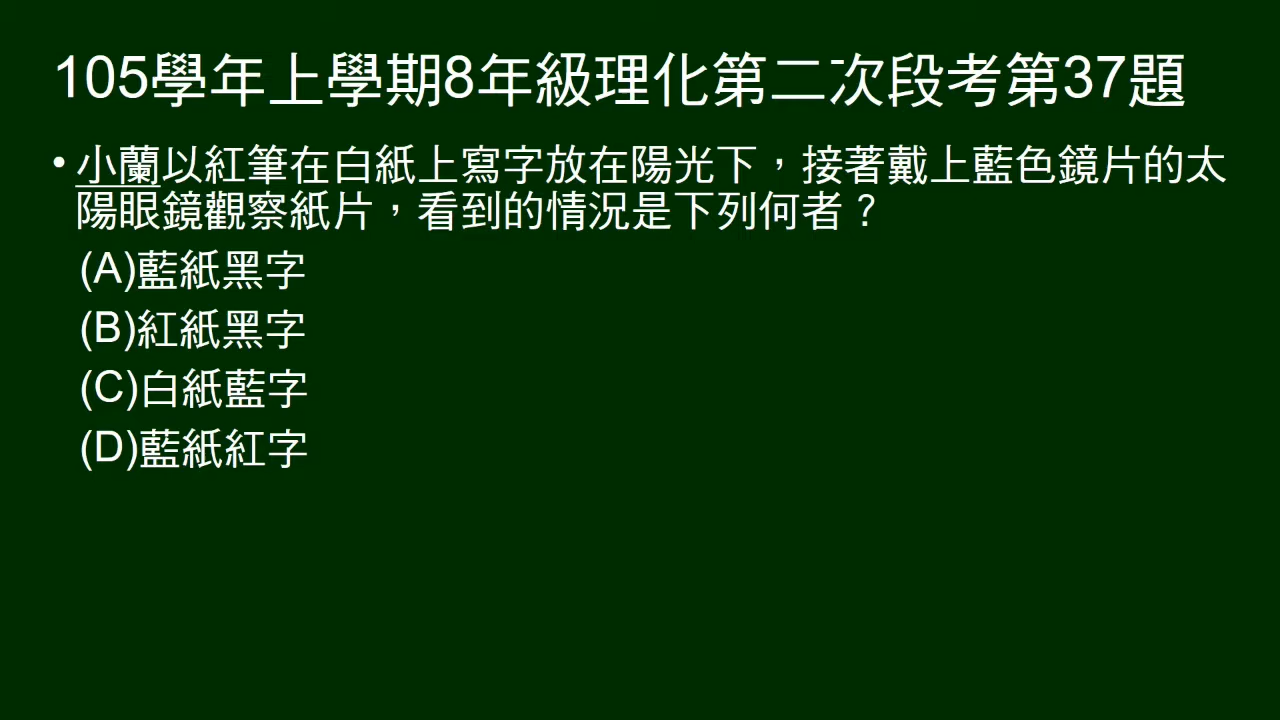 105學年上學期8年級理化第二次段考第37題
• 小蘭以紅筆在白紙上寫字放在陽光下，接著戴上藍色鏡片的太
陽眼鏡觀察紙片，看到的情況是下列何者？
(A)藍紙黑字
(B)紅紙黑字
(C)白紙藍字
(D)藍紙紅字